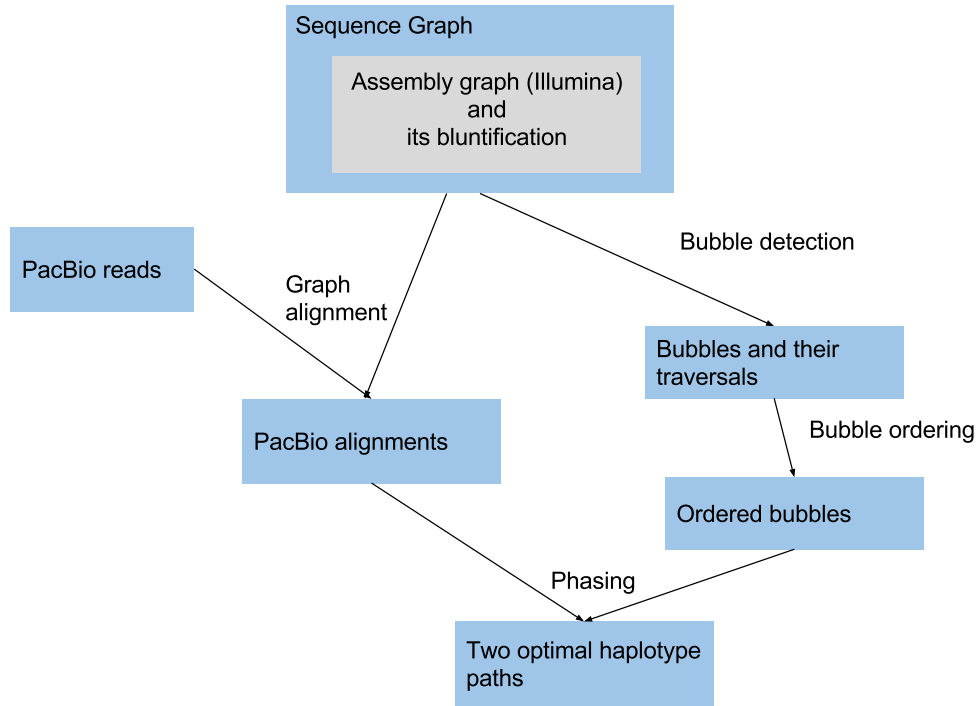 Sequence Graph
Assembly graph (Illumina)
and
its bluntification
Bubble detection
PacBio reads
Graph
alignment
Bubbles and their
traversals
Bubble ordering
PacBio alignments
Ordered bubbles
Phasing
Two optimal haplotype
paths